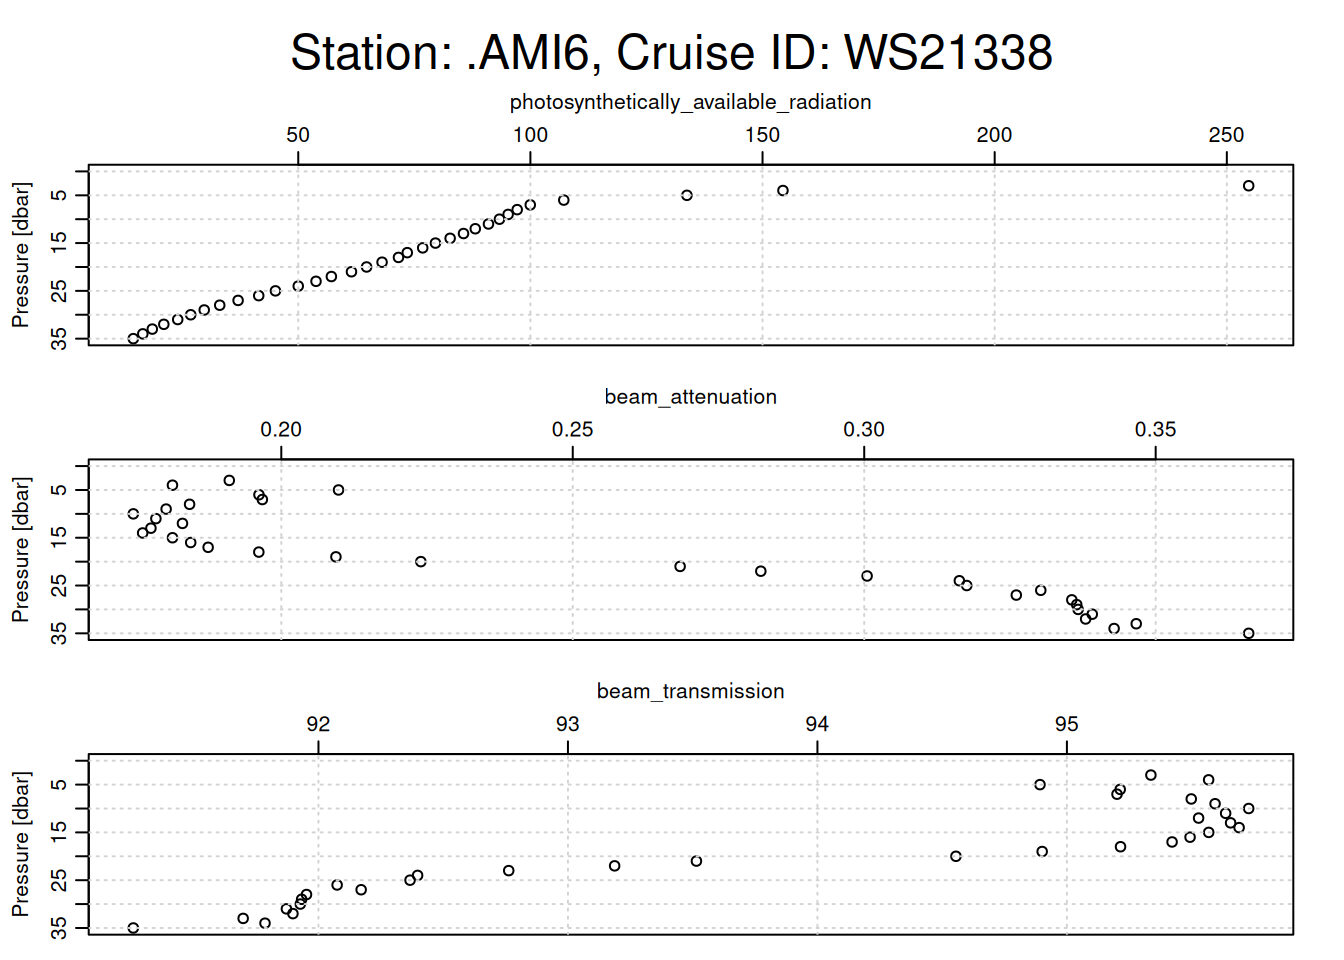 Station: .AMI6, Cruise ID: WS21338
photosynthetically_available_radiation
50 100 150 200 250
Pressure [dbar]
5
15
25
35
beam_attenuation
0.20 0.25 0.30 0.35
Pressure [dbar]
5
15
25
35
beam_transmission
92 93 94 95
Pressure [dbar]
5
15
25
35